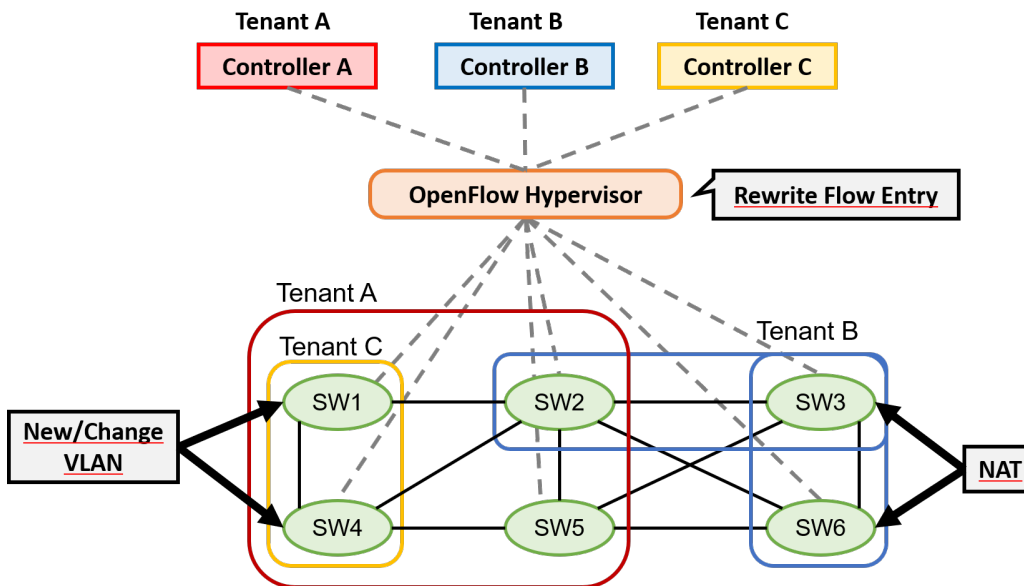 Tenant A
Tenant B
Tenant C
Controller A
Controller B
Controller C
OpenFlow Hypervisor
Rewrite Flow Entry
Tenant A
Tenant B
Tenant C
SW1
SW2
SW3
New/Change
VLAN
NAT
SW4
SW5
SW6